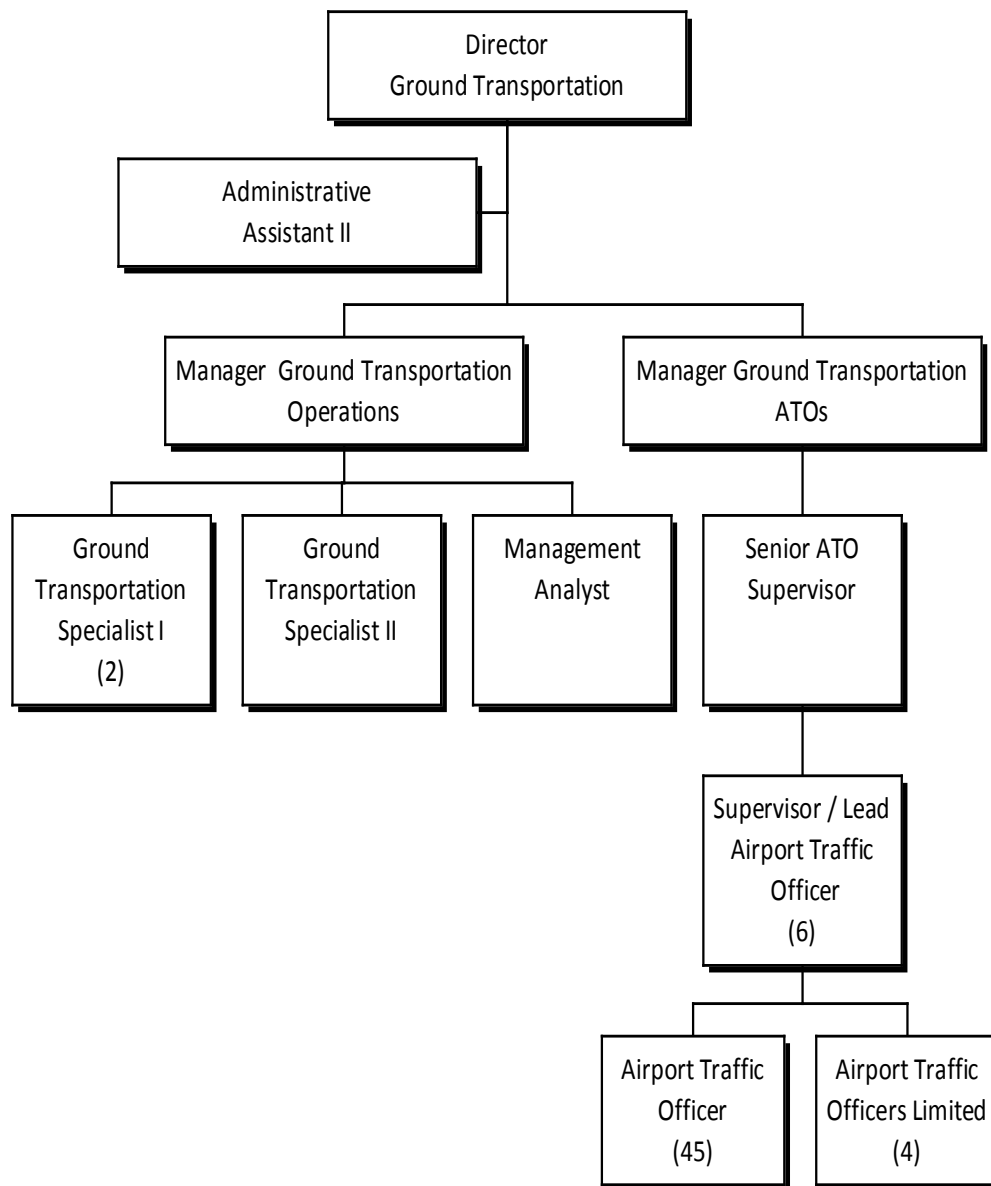 Director
Ground Transportation
Administrative
Assistant II
Manager Ground Transportation
Operations
Manager Ground Transportation
ATOs
Ground
Transportation
Specialist I
(2)
Ground
Transportation
Specialist II
Management
Analyst
Senior ATO
Supervisor
Supervisor / Lead
Airport Traffic
Officer
(6)
Airport Traffic
Officer
(45)
Airport Traffic
Officers Limited
(4)